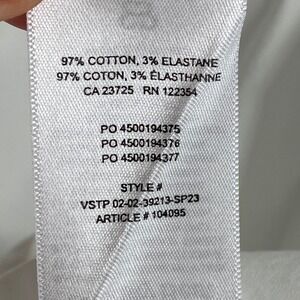 97% COTTON, 3% ELASTANE
97% COTON, 3% ÉLASTHANNE
CA 23725 RN 122354
PO 4500194375
PO 4500194376
PO 4500194377
STYLE #
VSTP 02-02-39213-SP23
ARTICLE # 104095